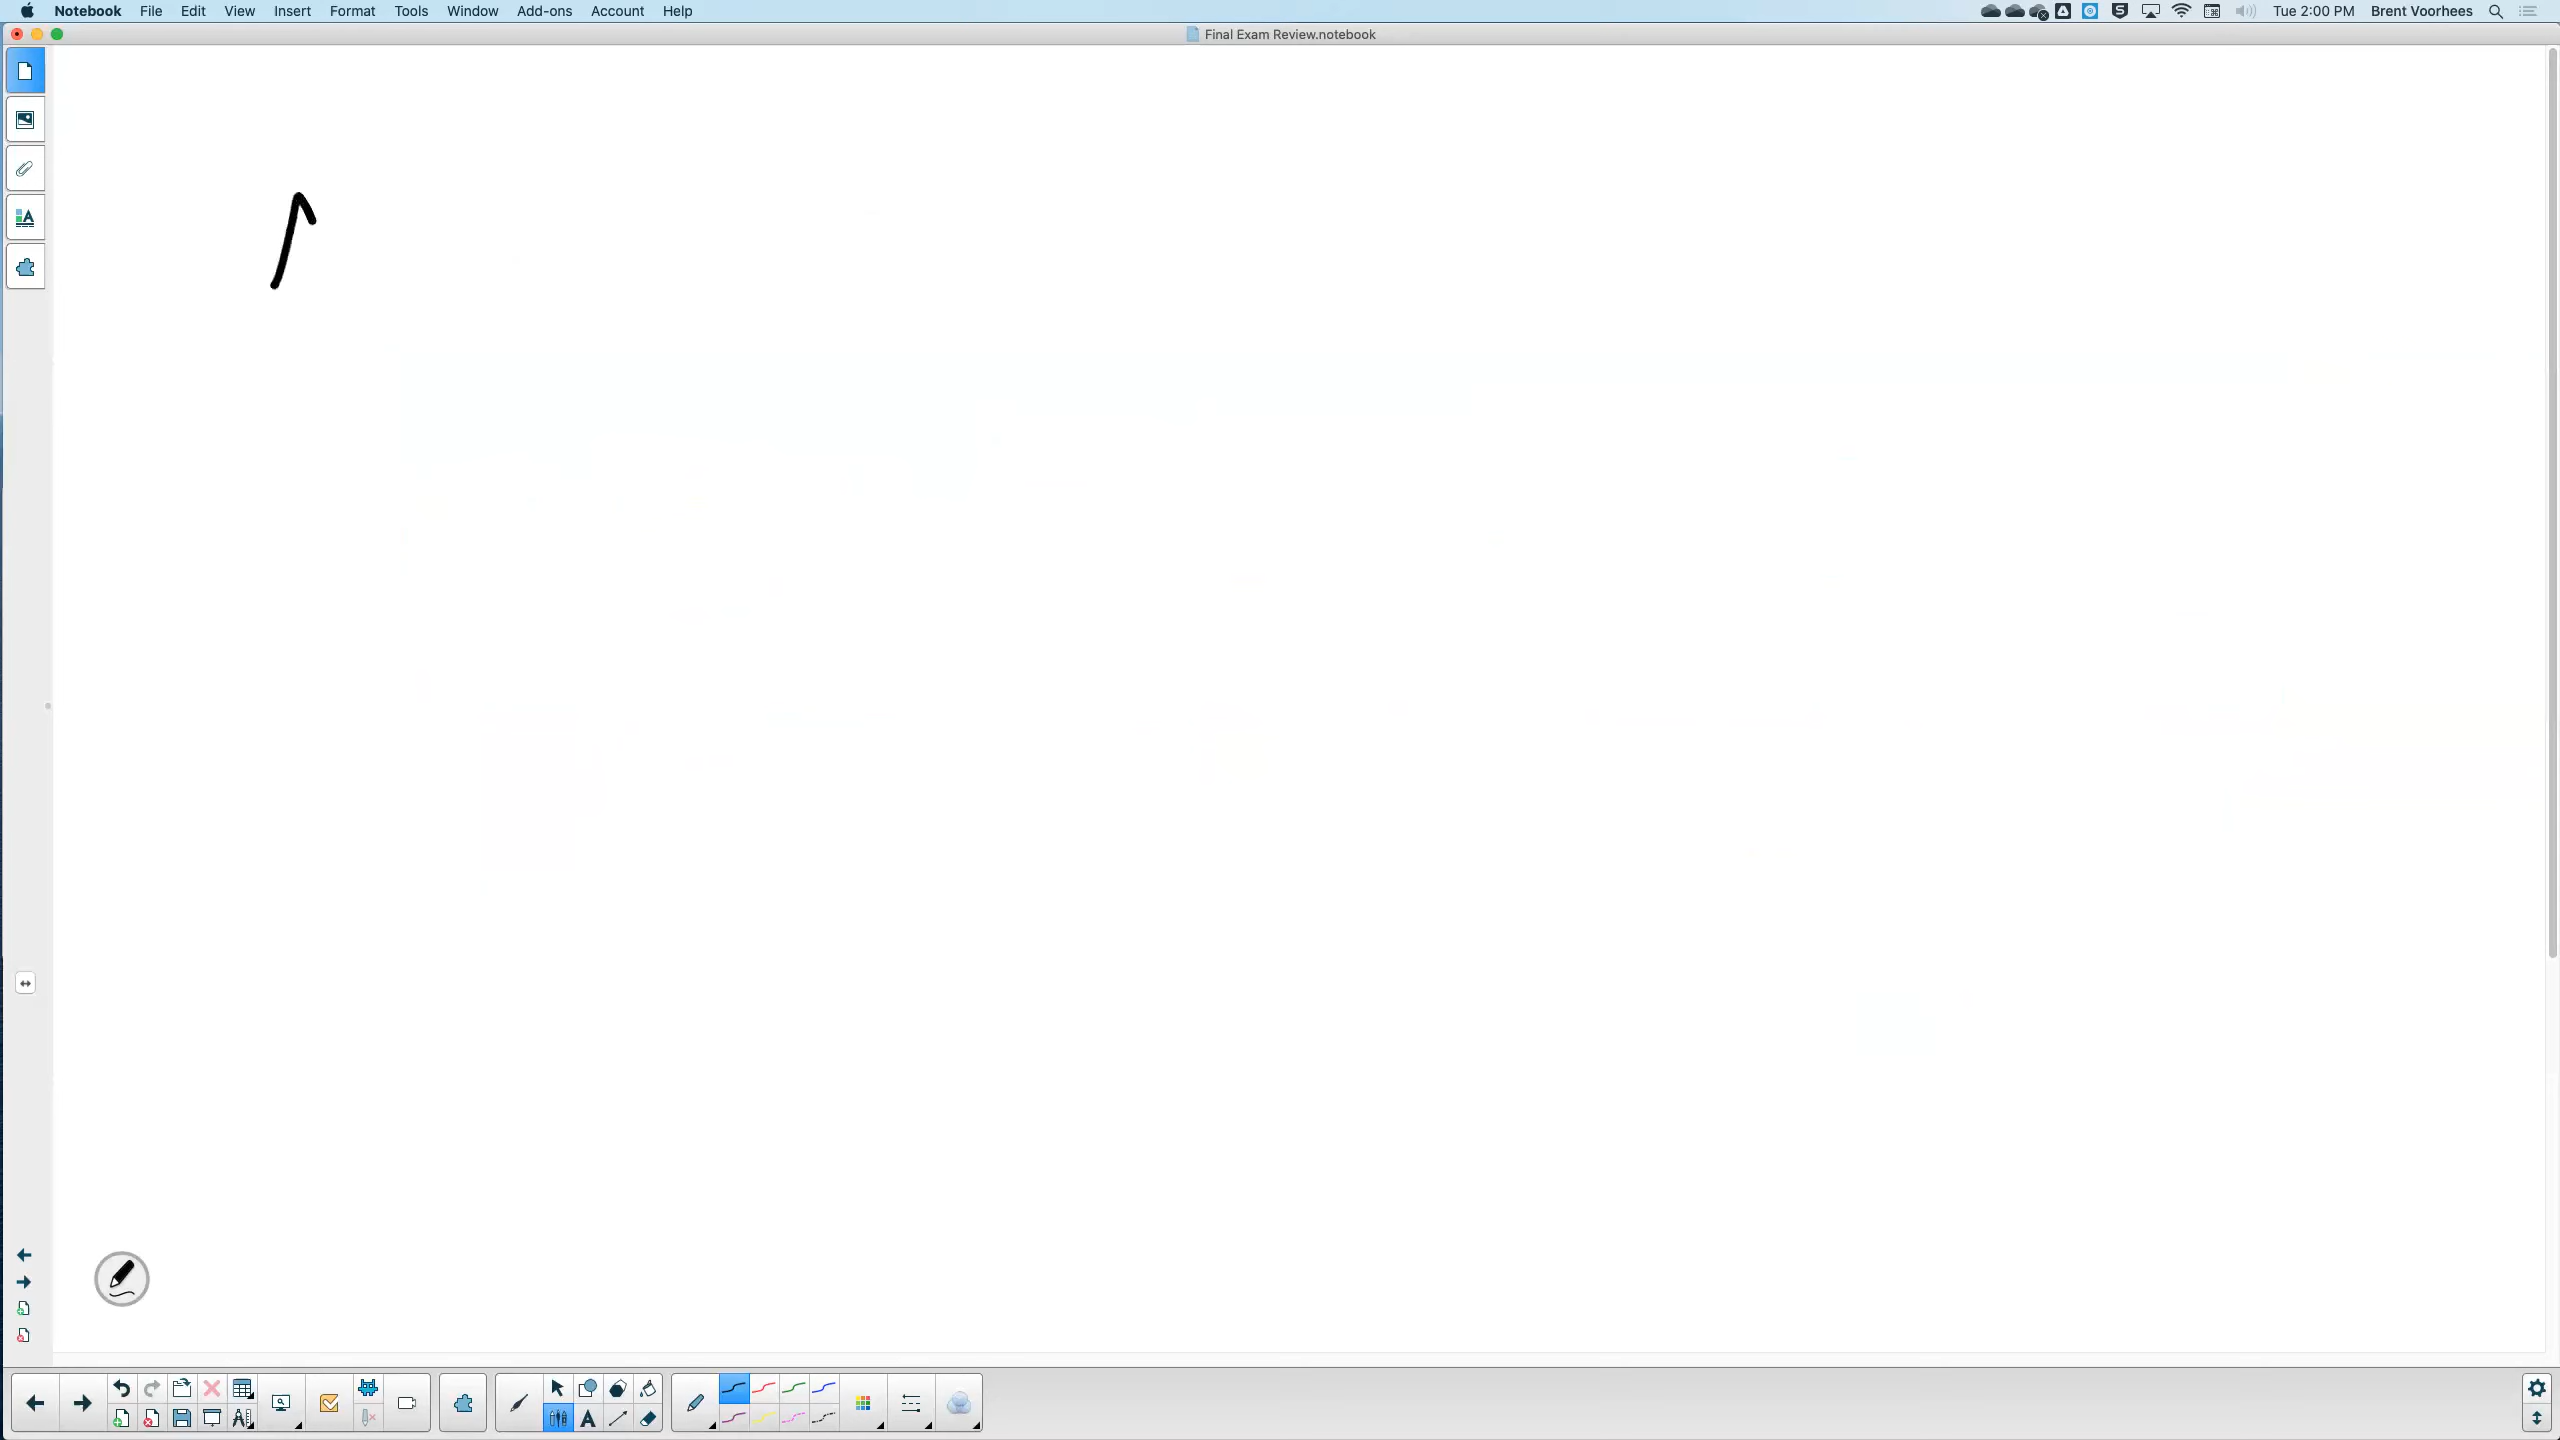 Notebook File Edit View Insert Format Tools Window Add-ons Account Help Tue 2:00 PM Brent Voorhees
Final Exam Review.notebook